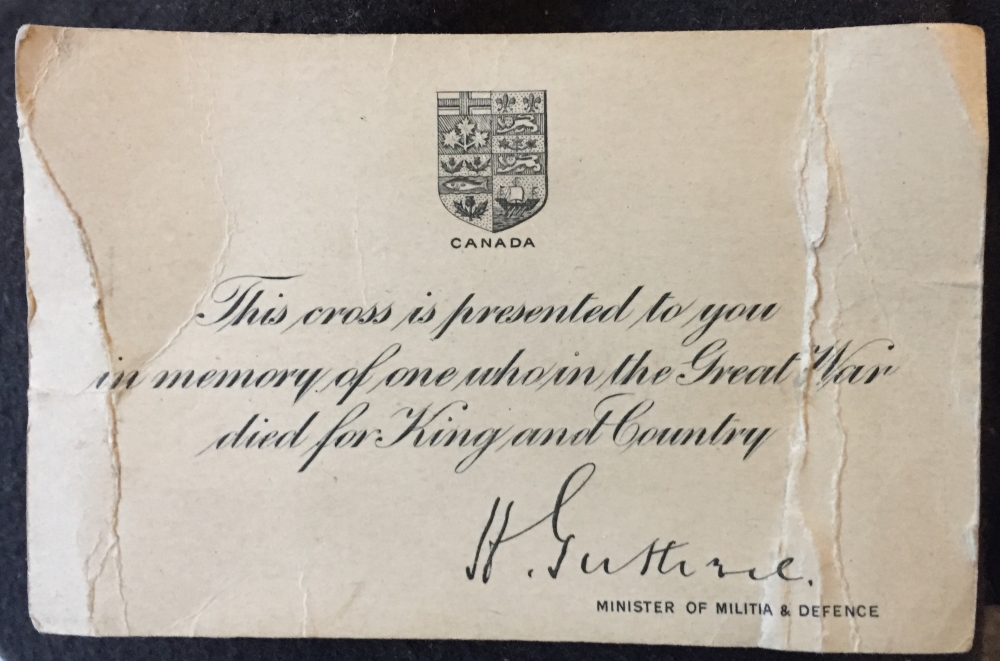 CANADA
This cross is presented to you
in memory of one who in the Great War
died for King and Country
H. Guthrie.
MINISTER OF MILITIA & DEFENCE